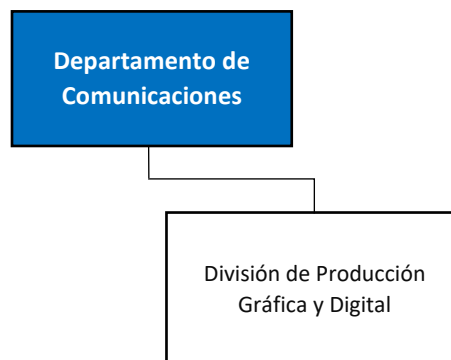 Departamento de
Comunicaciones
División de Producción
Gráfica y Digital